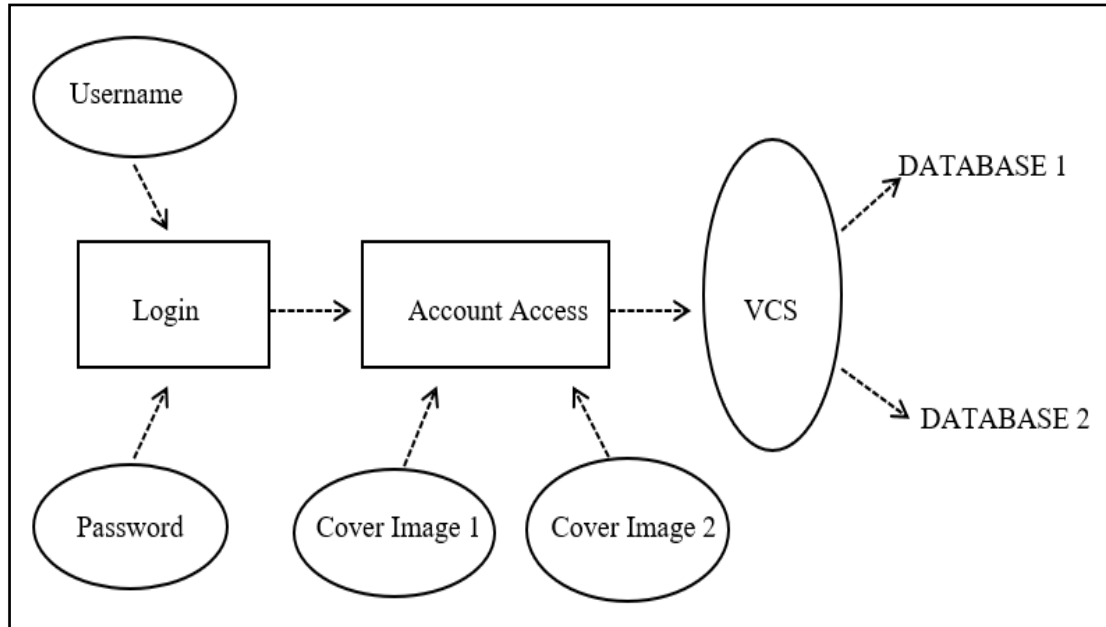 Username
DATABASE 1
Login
Account Access
VCS
DATABASE 2
Password
Cover Image 1
Cover Image 2